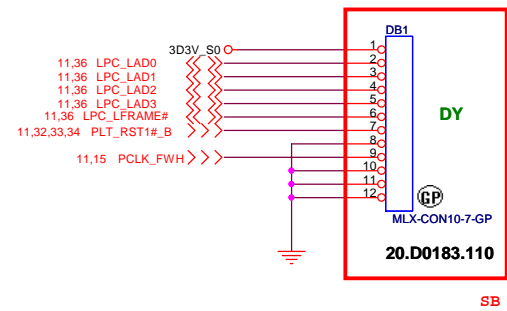 DB1
3D3V_S0 1
11,36 LPC_LAD0 2
11,36 LPC_LAD1 3
11,36 LPC_LAD2 4
11,36 LPC_LAD3 5
11,36 LPC_LFRAME# 6
11,32,33,34 PLT_RST1#_B 7
8
11,15 PCLK_FWH 9
10
11
12
DY
GP
MLX-CON10-7-GP
20.D0183.110
SB